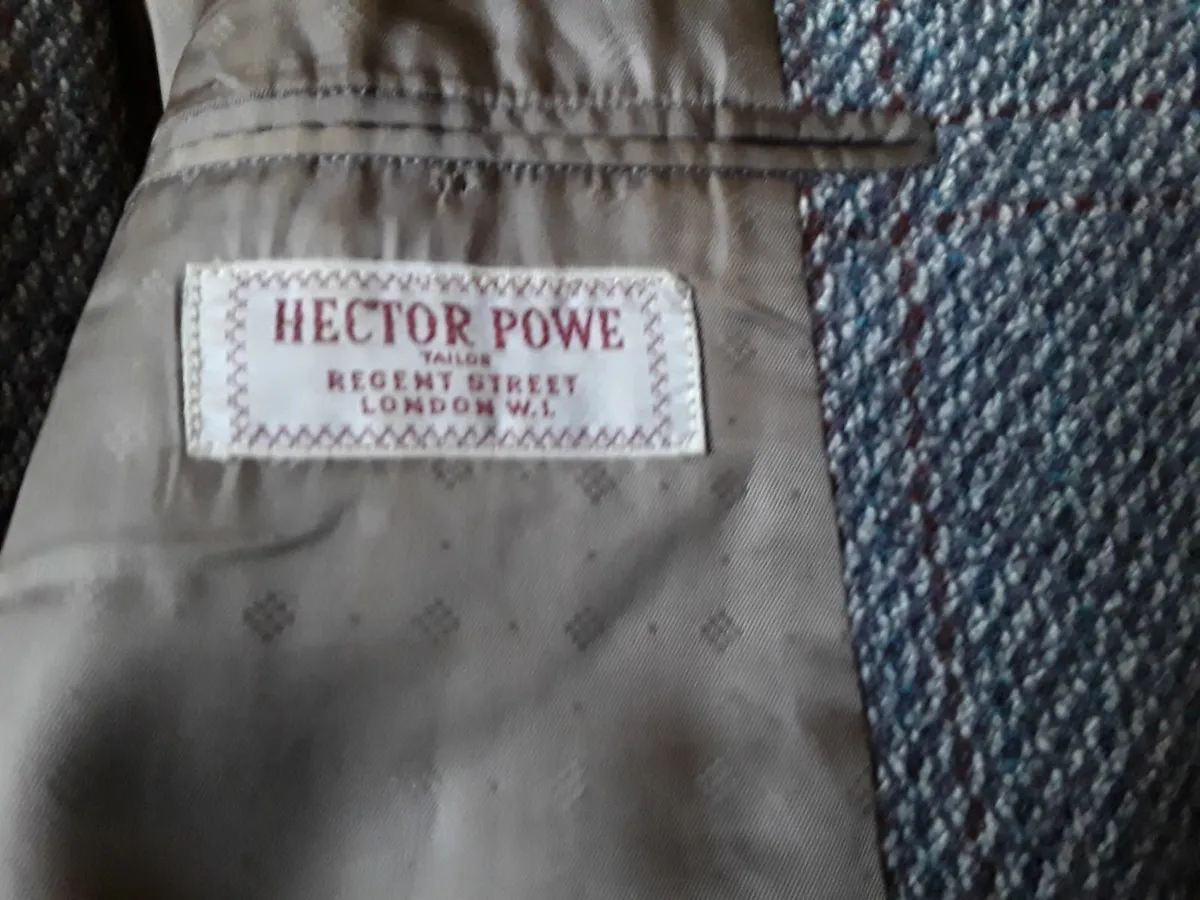 HECTOR POWE
TAILOR
REGENT STREET
LONDON W.1.